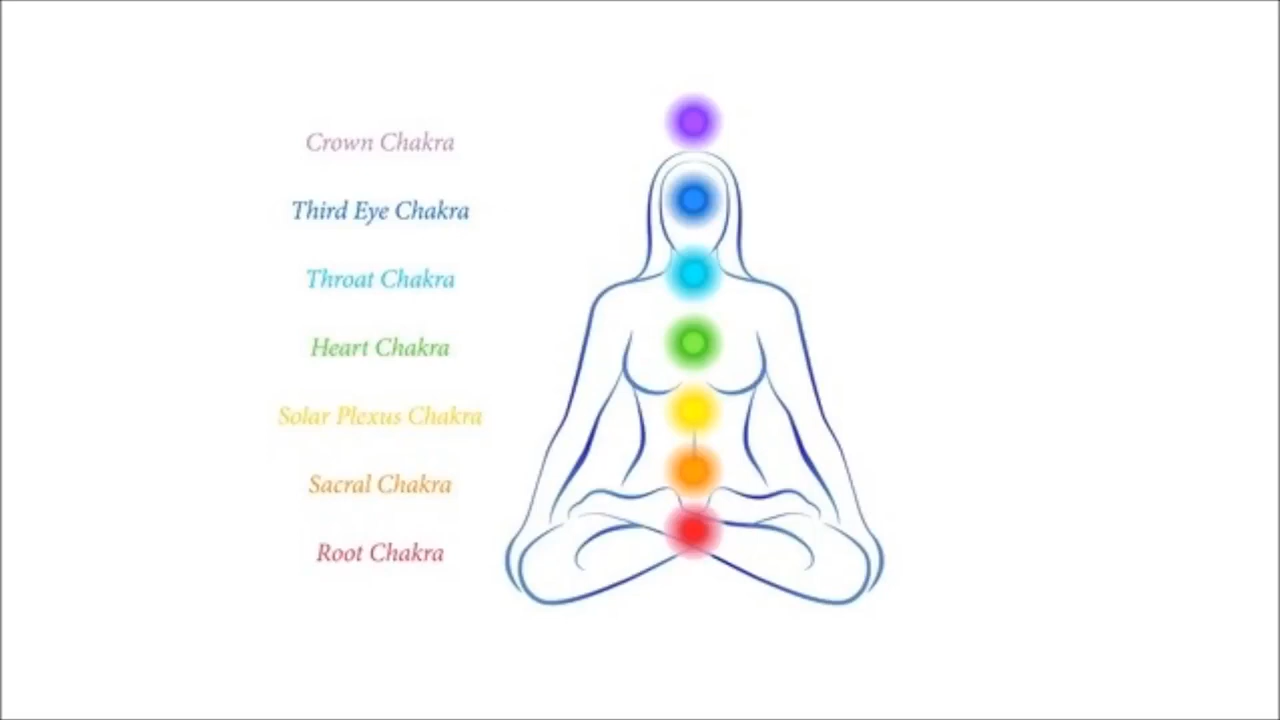 Crown Chakra
Third Eye Chakra
Throat Chakra
Heart Chakra
Solar Plexus Chakra
Sacral Chakra
Root Chakra